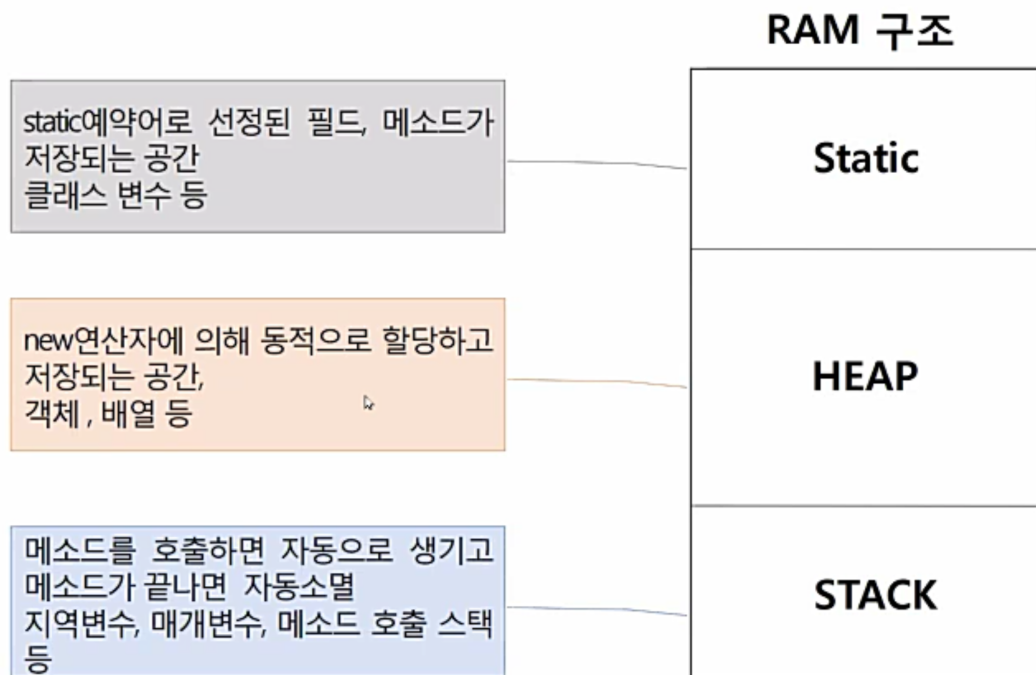 RAM 구조
static예약어로 선정된 필드, 메소드가
저장되는 공간
클래스 변수 등
Static
new연산자에 의해 동적으로 할당하고
저장되는 공간,
객체 , 배열 등
HEAP
메소드를 호출하면 자동으로 생기고
메소드가 끝나면 자동소멸
지역변수, 매개변수, 메소드 호출 스택
등
STACK